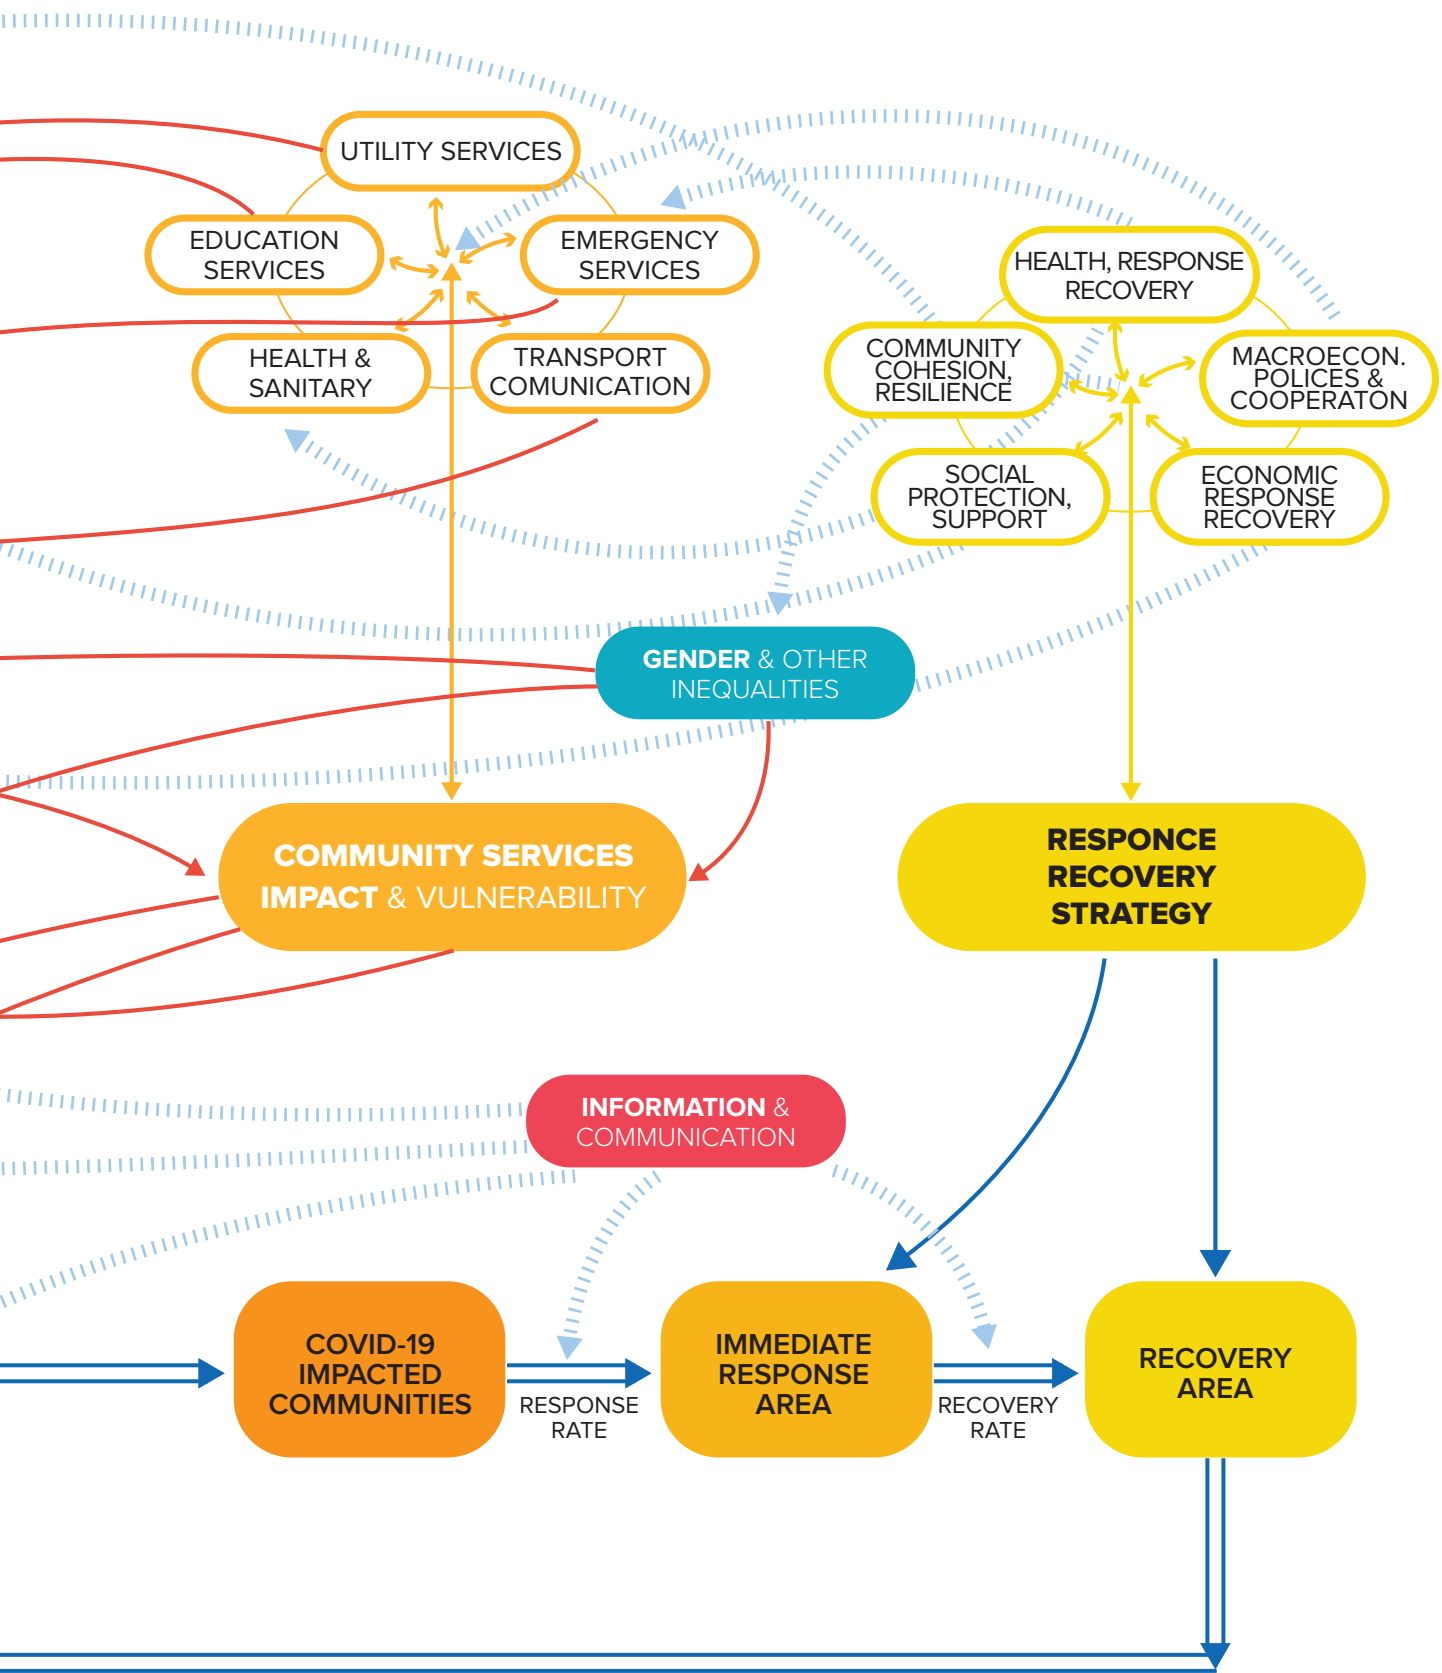 UTILITY SERVICES
EDUCATION
SERVICES
EMERGENCY
SERVICES
HEALTH &
SANITARY
TRANSPORT
COMUNICATION
HEALTH, RESPONSE
RECOVERY
COMMUNITY
COHESION,
RESILIENCE
MACROECON.
POLICES &
COOPERATON
SOCIAL
PROTECTION,
SUPPORT
ECONOMIC
RESPONSE
RECOVERY
GENDER & OTHER
INEQUALITIES
COMMUNITY SERVICES
IMPACT & VULNERABILITY
RESPONCE
RECOVERY
STRATEGY
INFORMATION &
COMMUNICATION
COVID-19
IMPACTED
COMMUNITIES
RESPONSE
RATE
IMMEDIATE
RESPONSE
AREA
RECOVERY
RATE
RECOVERY
AREA